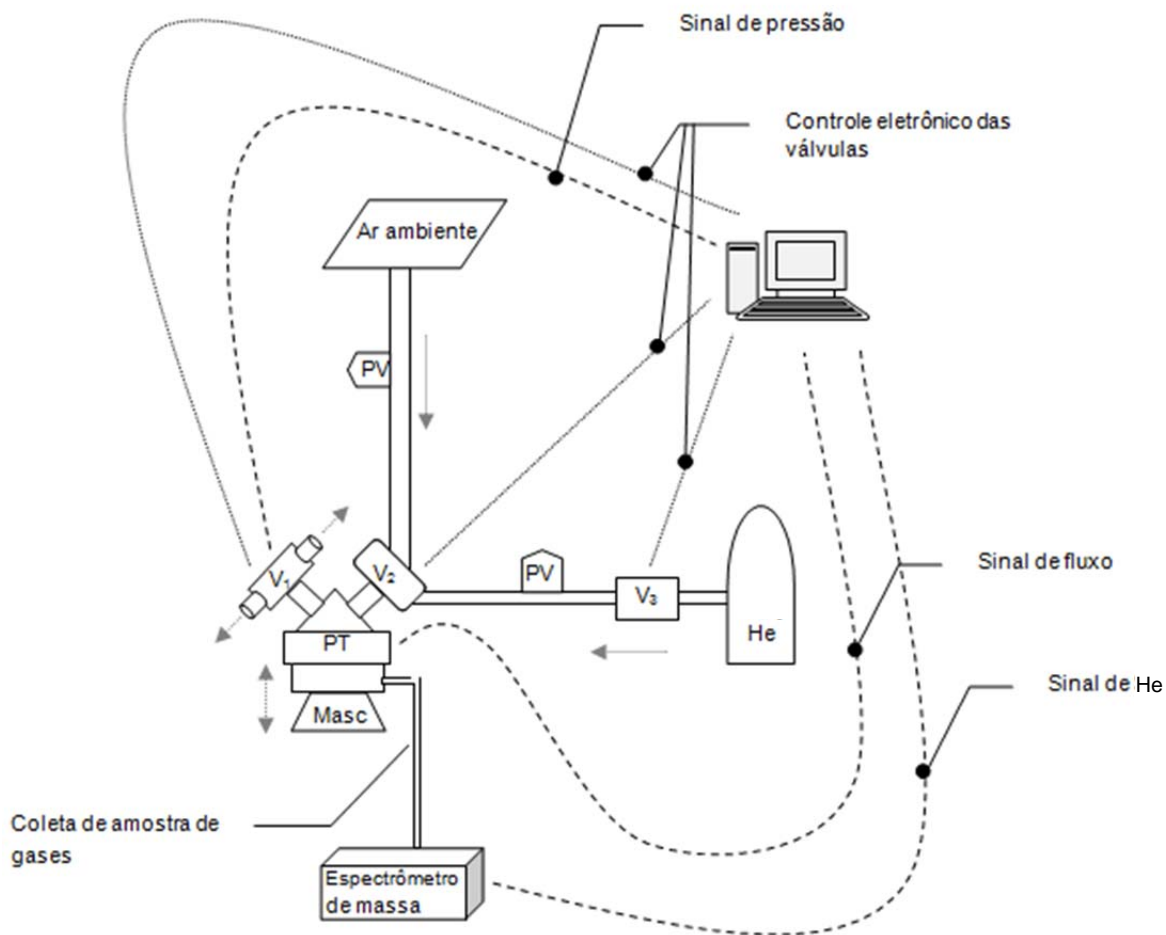 Sinal de pressão
Controle eletrônico das
válvulas
Ar ambiente
PV
V₁
V₂
PV
V₃
He
PT
Masc
Sinal de fluxo
Sinal de He
Coleta de amostra de
gases
Espectrômetro
de massa